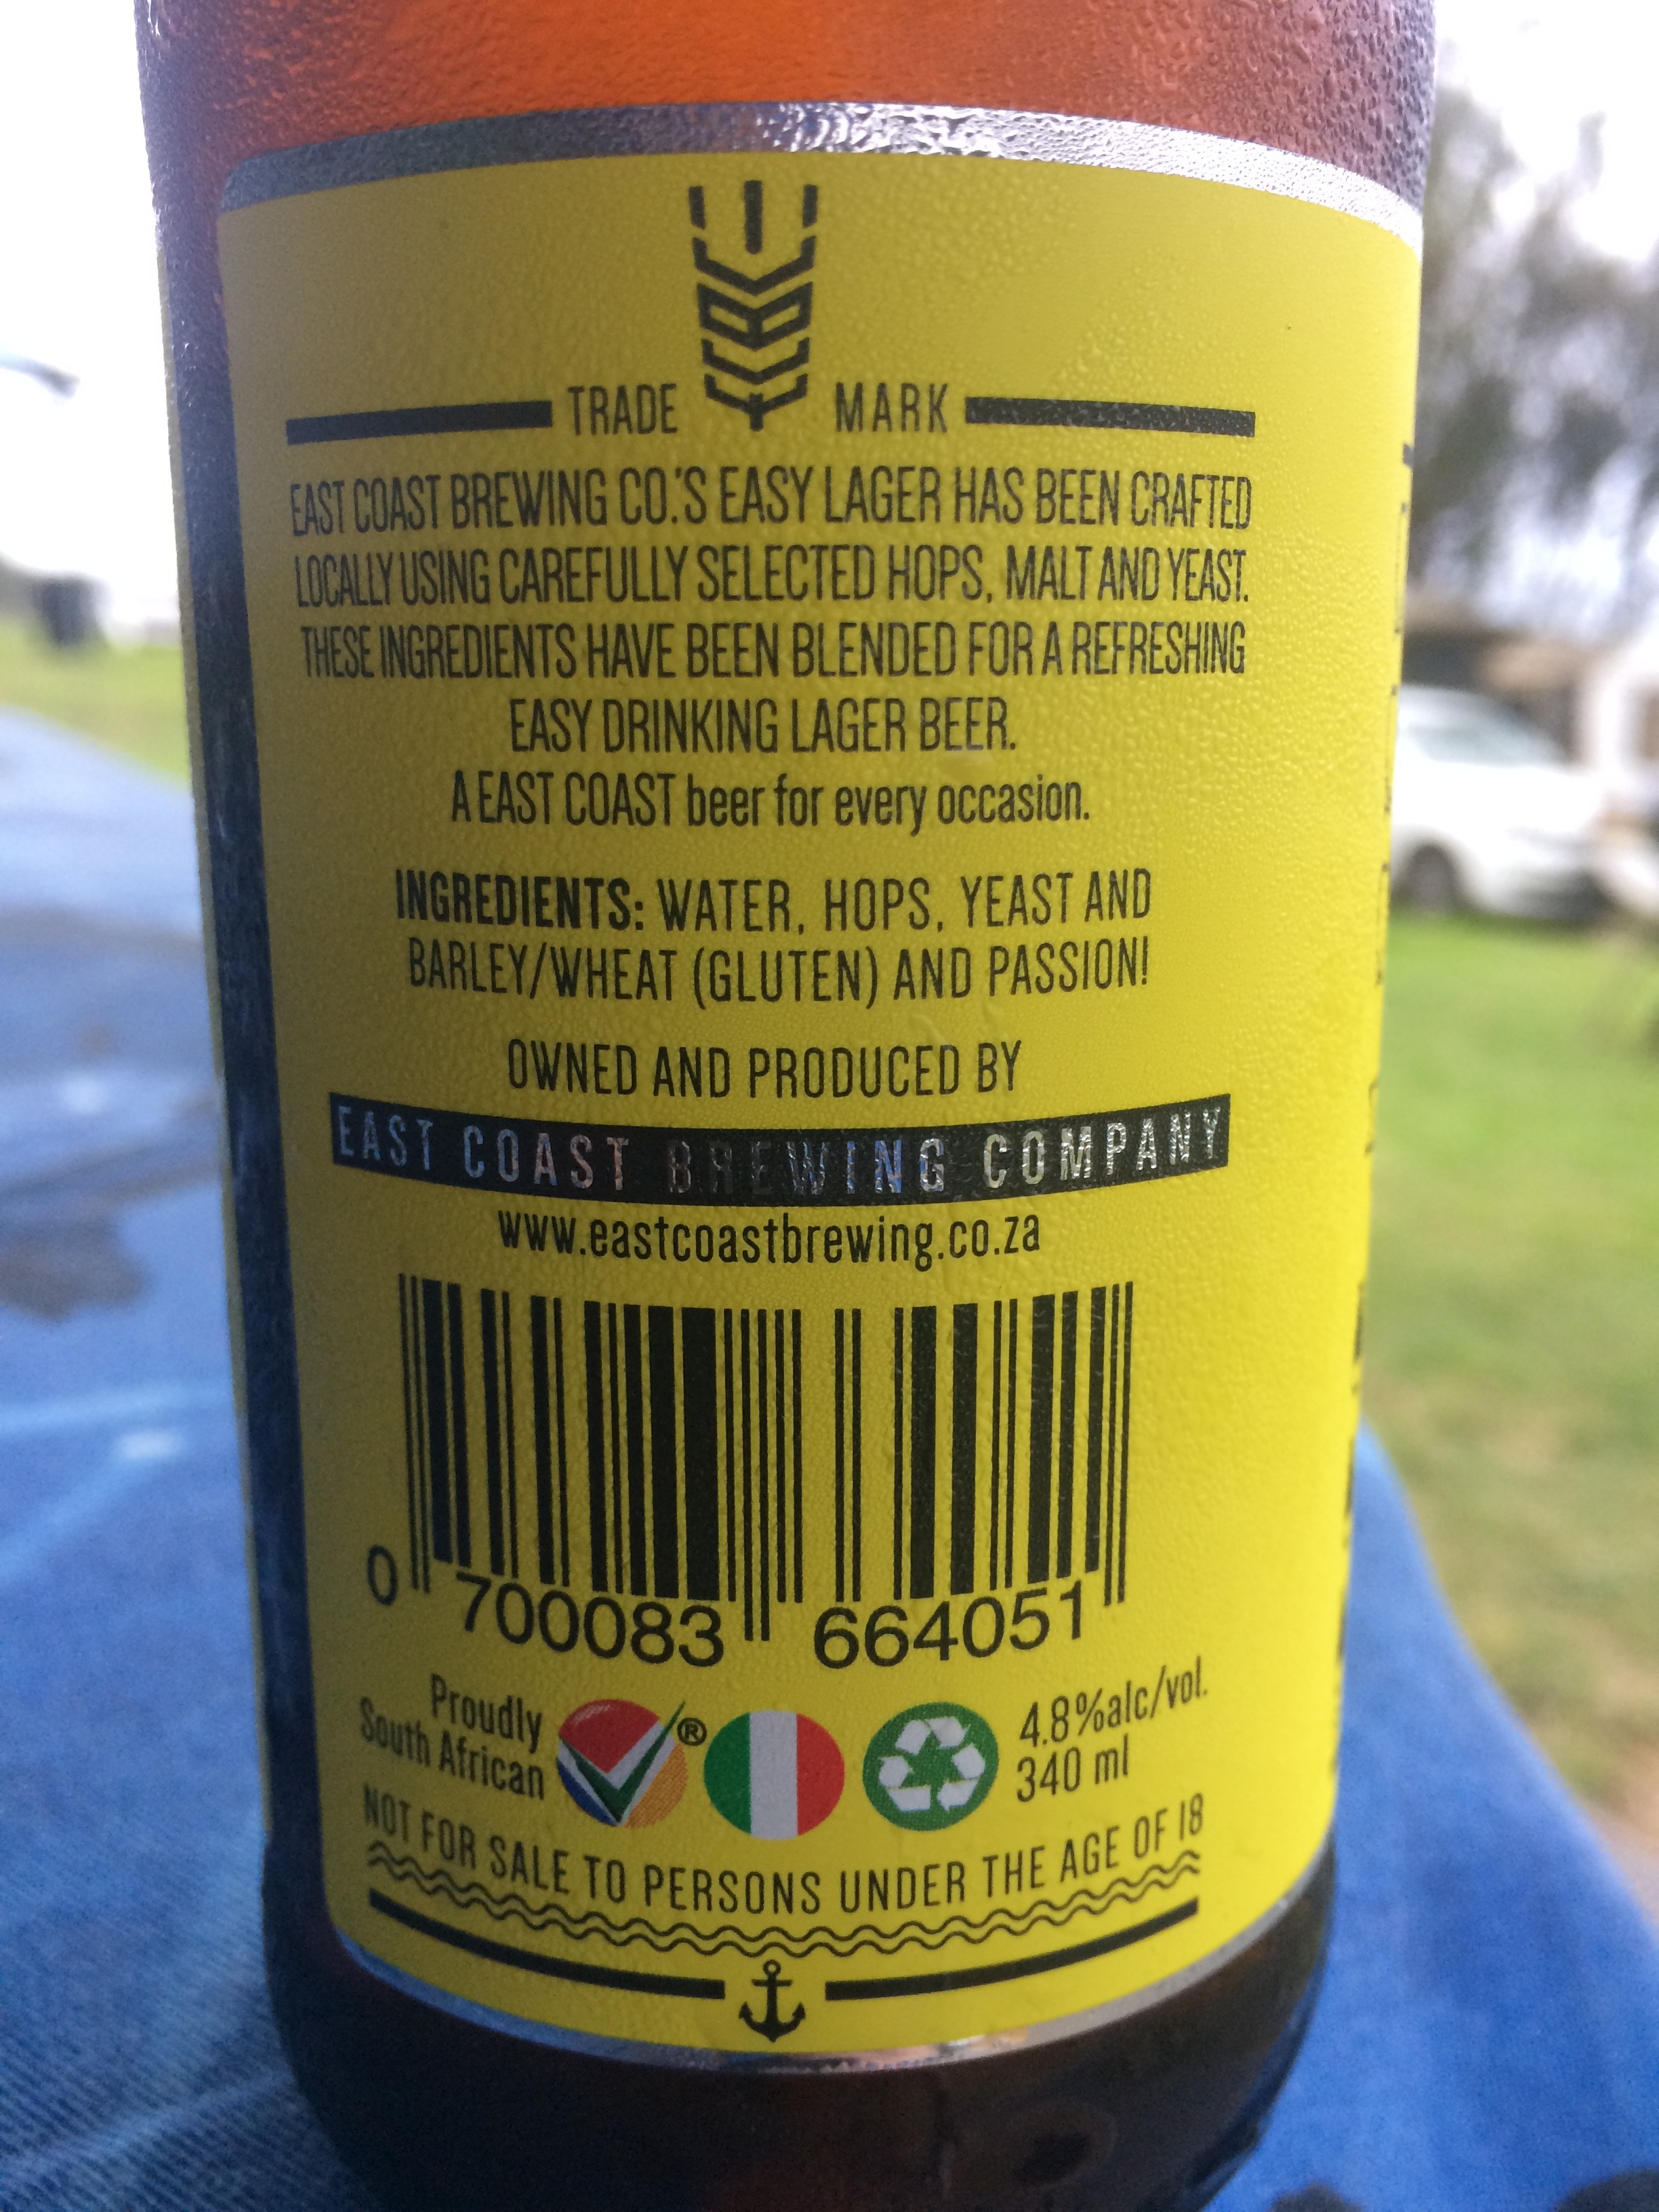 TRADE MARK
EAST COAST BREWING CO.'S EASY LAGER HAS BEEN CRAFTED
LOCALLY USING CAREFULLY SELECTED HOPS, MALT AND YEAST.
THESE INGREDIENTS HAVE BEEN BLENDED FOR A REFRESHING
EASY DRINKING LAGER BEER.
A EAST COAST beer for every occasion.
INGREDIENTS: WATER, HOPS, YEAST AND
BARLEY/WHEAT (GLUTEN) AND PASSION!
OWNED AND PRODUCED BY
EAST COAST BREWING COMPANY
www.eastcoastbrewing.co.za
0 700083 664051
Proudly
South African
®
4.8%alc/vol.
340 ml
NOT FOR SALE TO PERSONS UNDER THE AGE OF 18